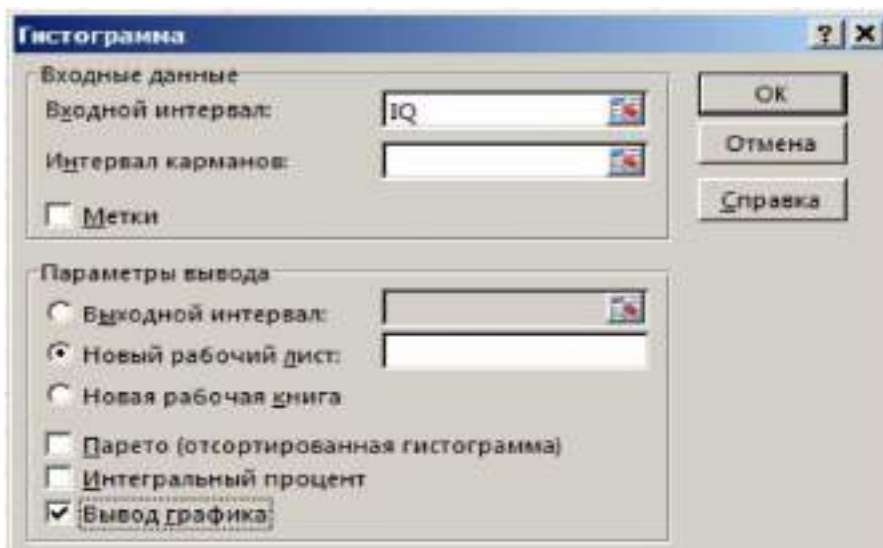 Гистограмма
Входные данные
Входной интервал:
IQ
Интервал карманов:
Метки
OK
Отмена
Справка
Параметры вывода
Выходной интервал:
Новый рабочий лист:
Новая рабочая книга
Парето (отсортированная гистограмма)
Интегральный процент
Вывод графика